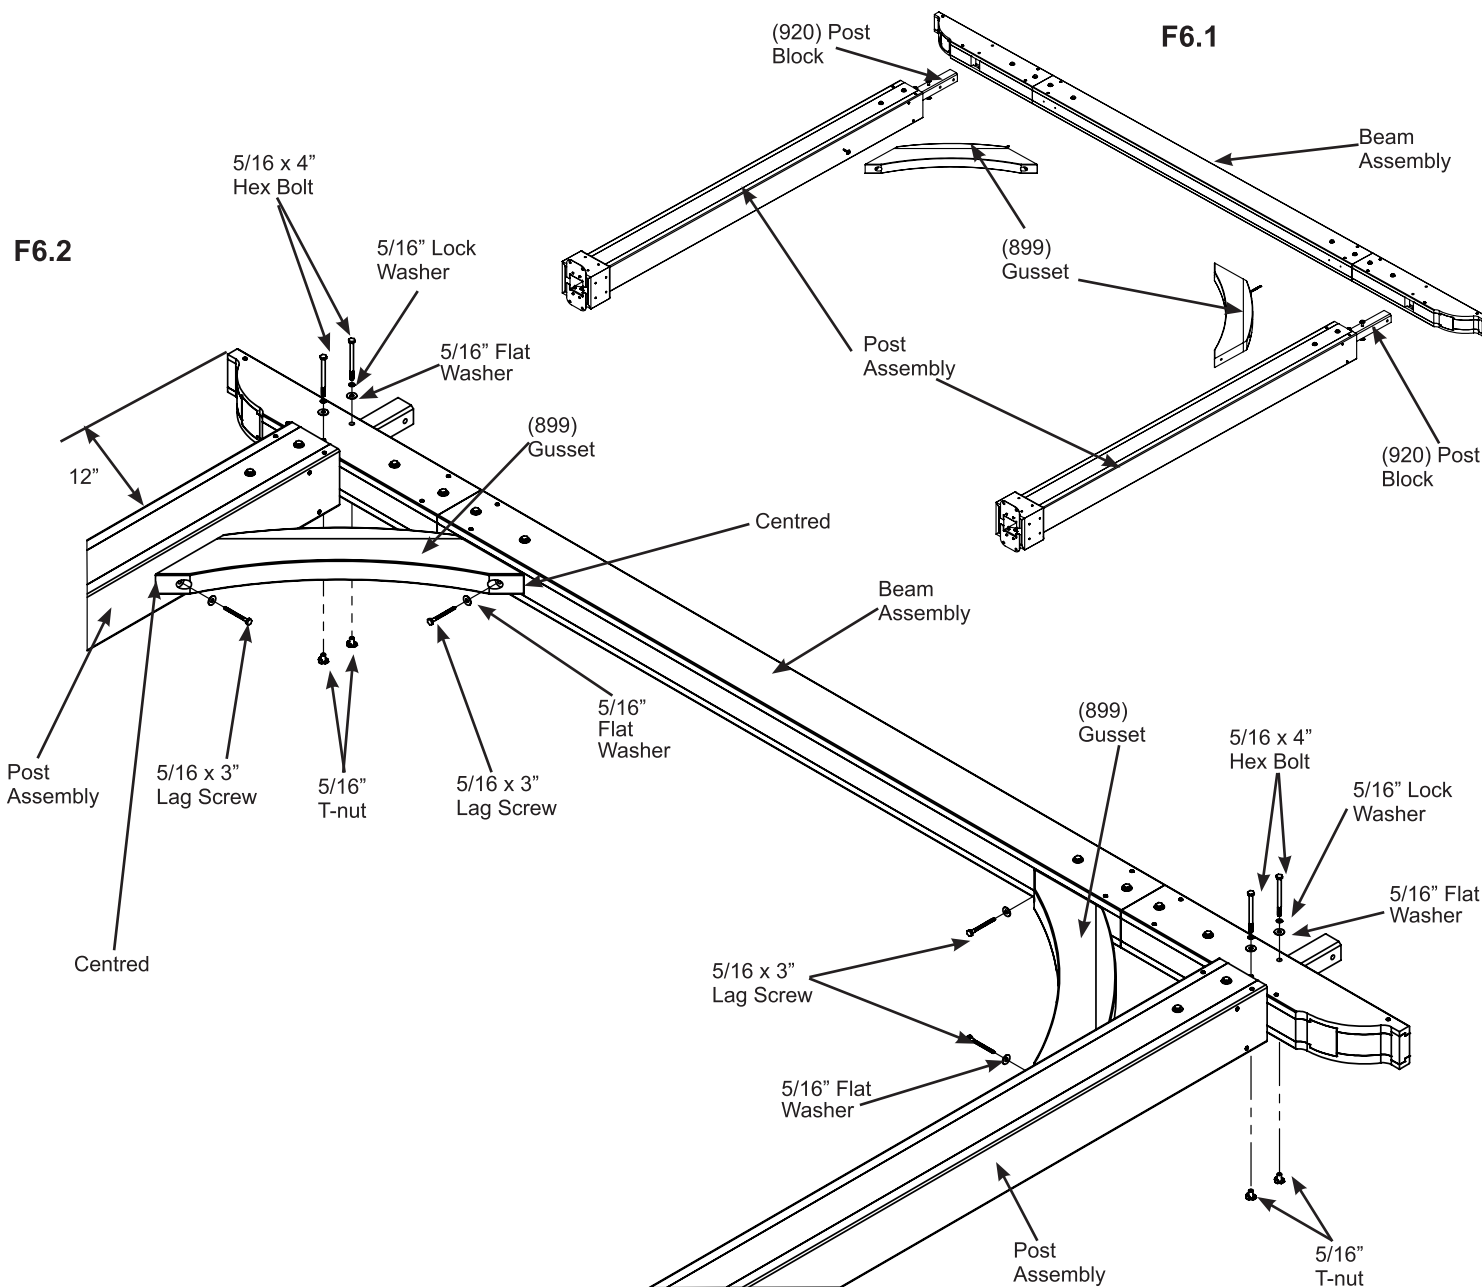 F6.1
(920) Post
Block
Beam
Assembly
(899)
Gusset
Post
Assembly
(920) Post
Block
F6.2
5/16 x 4”
Hex Bolt
5/16” Lock
Washer
5/16” Flat
Washer
(899)
Gusset
12”
Centred
Beam
Assembly
5/16”
Flat
Washer
Post
Assembly
5/16 x 3”
Lag Screw
5/16”
T-nut
5/16 x 3”
Lag Screw
Centred
(899)
Gusset
5/16 x 4”
Hex Bolt
5/16” Lock
Washer
5/16” Flat
Washer
5/16 x 3”
Lag Screw
5/16” Flat
Washer
Post
Assembly
5/16”
T-nut